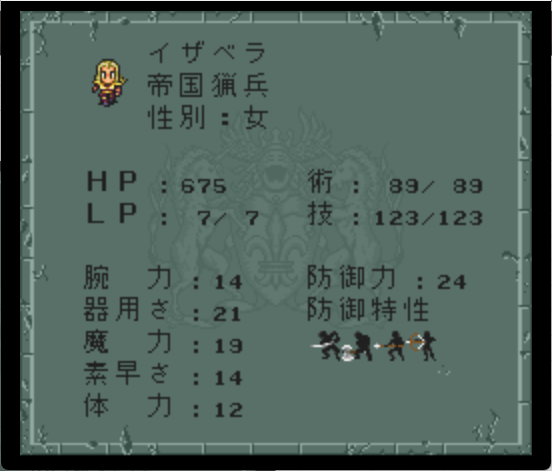 イザベラ
帝国猟兵
性別：女
HP：675 術：89/ 89
LP：7/ 7 技：123/123
腕 力：14 防御力：24
器用さ：21 防御特性
魔 力：19
素早さ：14
体 力：12